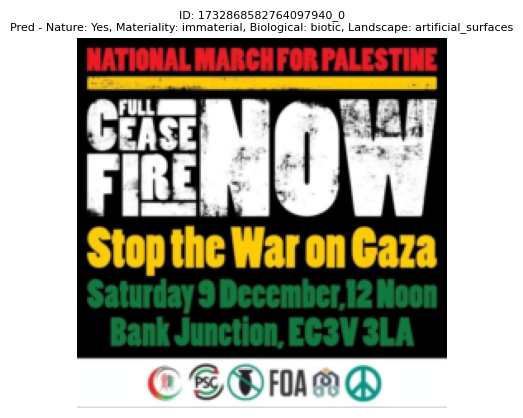 ID: 1732868582764097940_0
Pred - Nature: Yes, Materiality: immaterial, Biological: biotic, Landscape: artificial_surfaces
NATIONAL MARCH FOR PALESTINE
FULL
CEASE
FIRE
NOW
Stop the War on Gaza
Saturday 9 December, 12 Noon
Bank Junction, EC3V 3LA
PSC
FOA